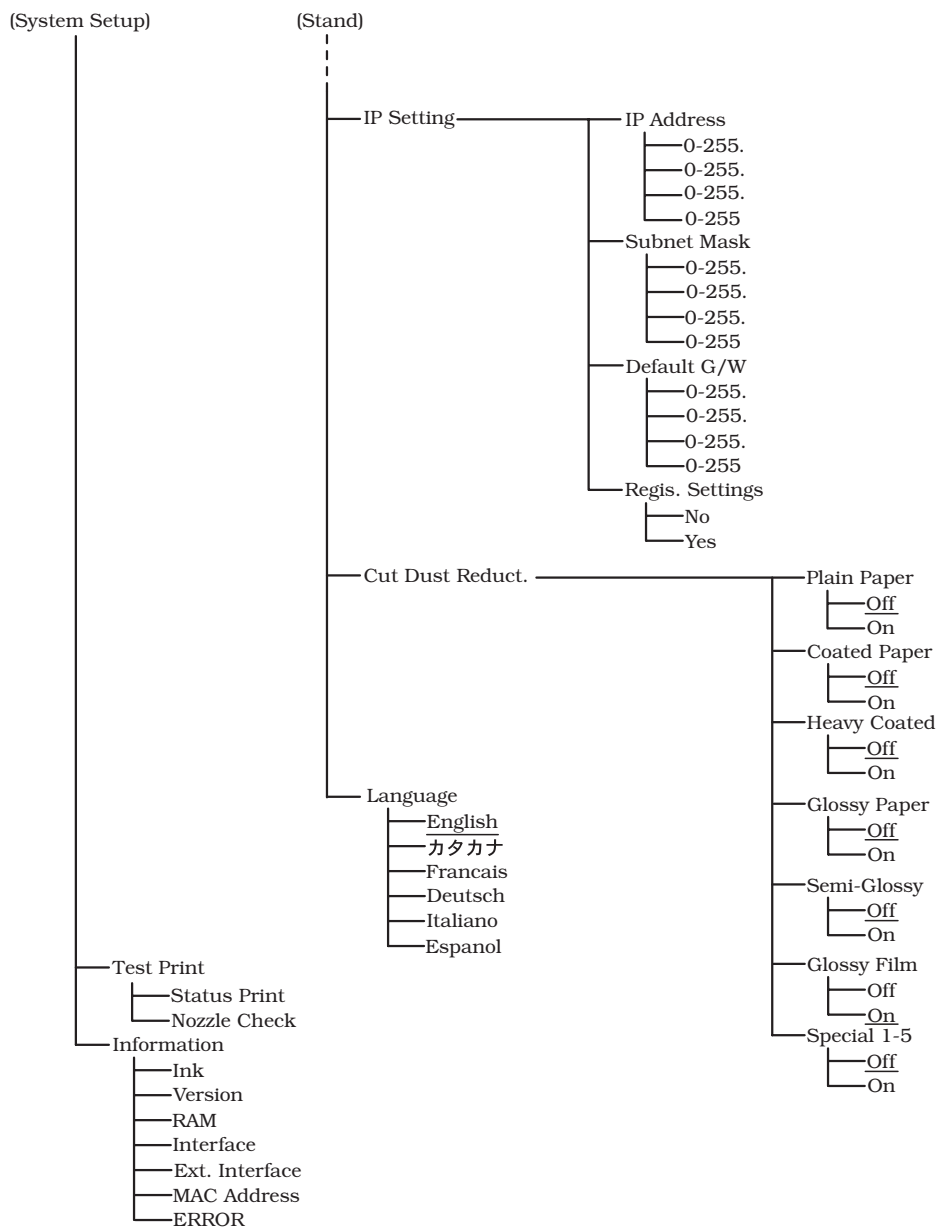 (System Setup)
(Stand)
IP Setting
IP Address
0-255.
0-255.
0-255.
0-255
Subnet Mask
0-255.
0-255.
0-255.
0-255
Default G/W
0-255.
0-255.
0-255.
0-255
Regis. Settings
No
Yes
Cut Dust Reduct.
Plain Paper
Off
On
Coated Paper
Off
On
Heavy Coated
Off
On
Glossy Paper
Off
On
Semi-Glossy
Off
On
Glossy Film
Off
On
Special 1-5
Off
On
Language
English
カタカナ
Francais
Deutsch
Italiano
Espanol
Test Print
Status Print
Nozzle Check
Information
Ink
Version
RAM
Interface
Ext. Interface
MAC Address
ERROR